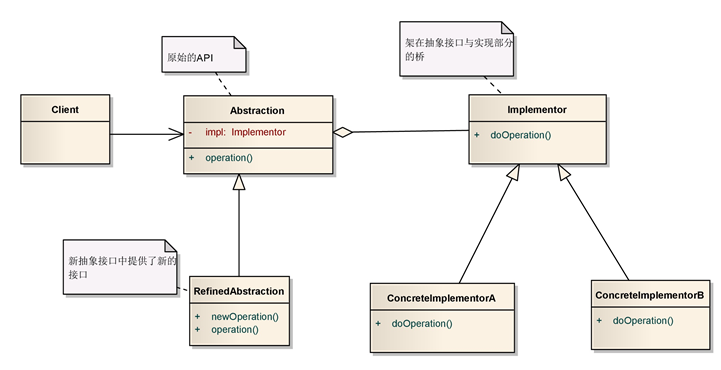 原始的API
架在抽象接口与实现部分
的桥
Client
Abstraction
- impl: Implementor
+ operation()
Implementor
+ doOperation()
新抽象接口中提供了新的
接口
RefinedAbstraction
+ newOperation()
+ operation()
ConcreteImplementorA
+ doOperation()
ConcreteImplementorB
+ doOperation()